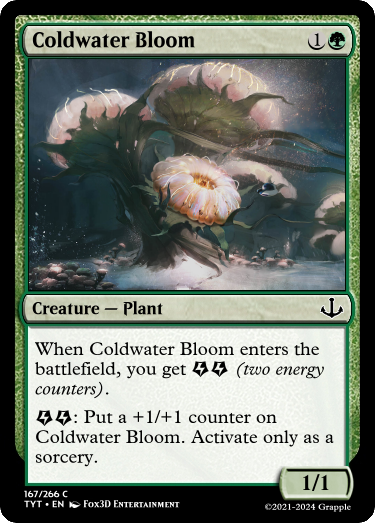 Coldwater Bloom 1
Creature — Plant
When Coldwater Bloom enters the
battlefield, you get (two energy
counters).
: Put a +1/+1 counter on
Coldwater Bloom. Activate only as a
sorcery.
1/1
167/266 C
TYT • EN Fox3D Entertainment
©2021-2024 Grapple